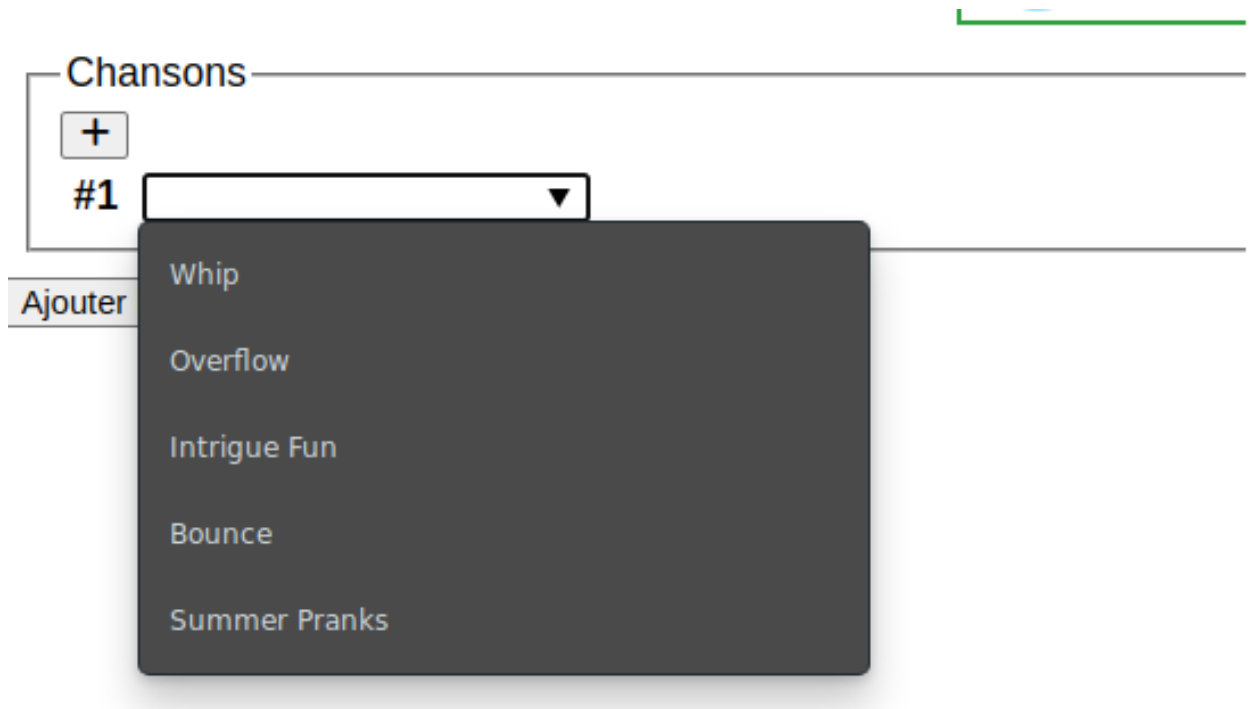 Chansons
+
#1
Whip
Ajouter
Overflow
Intrigue Fun
Bounce
Summer Pranks